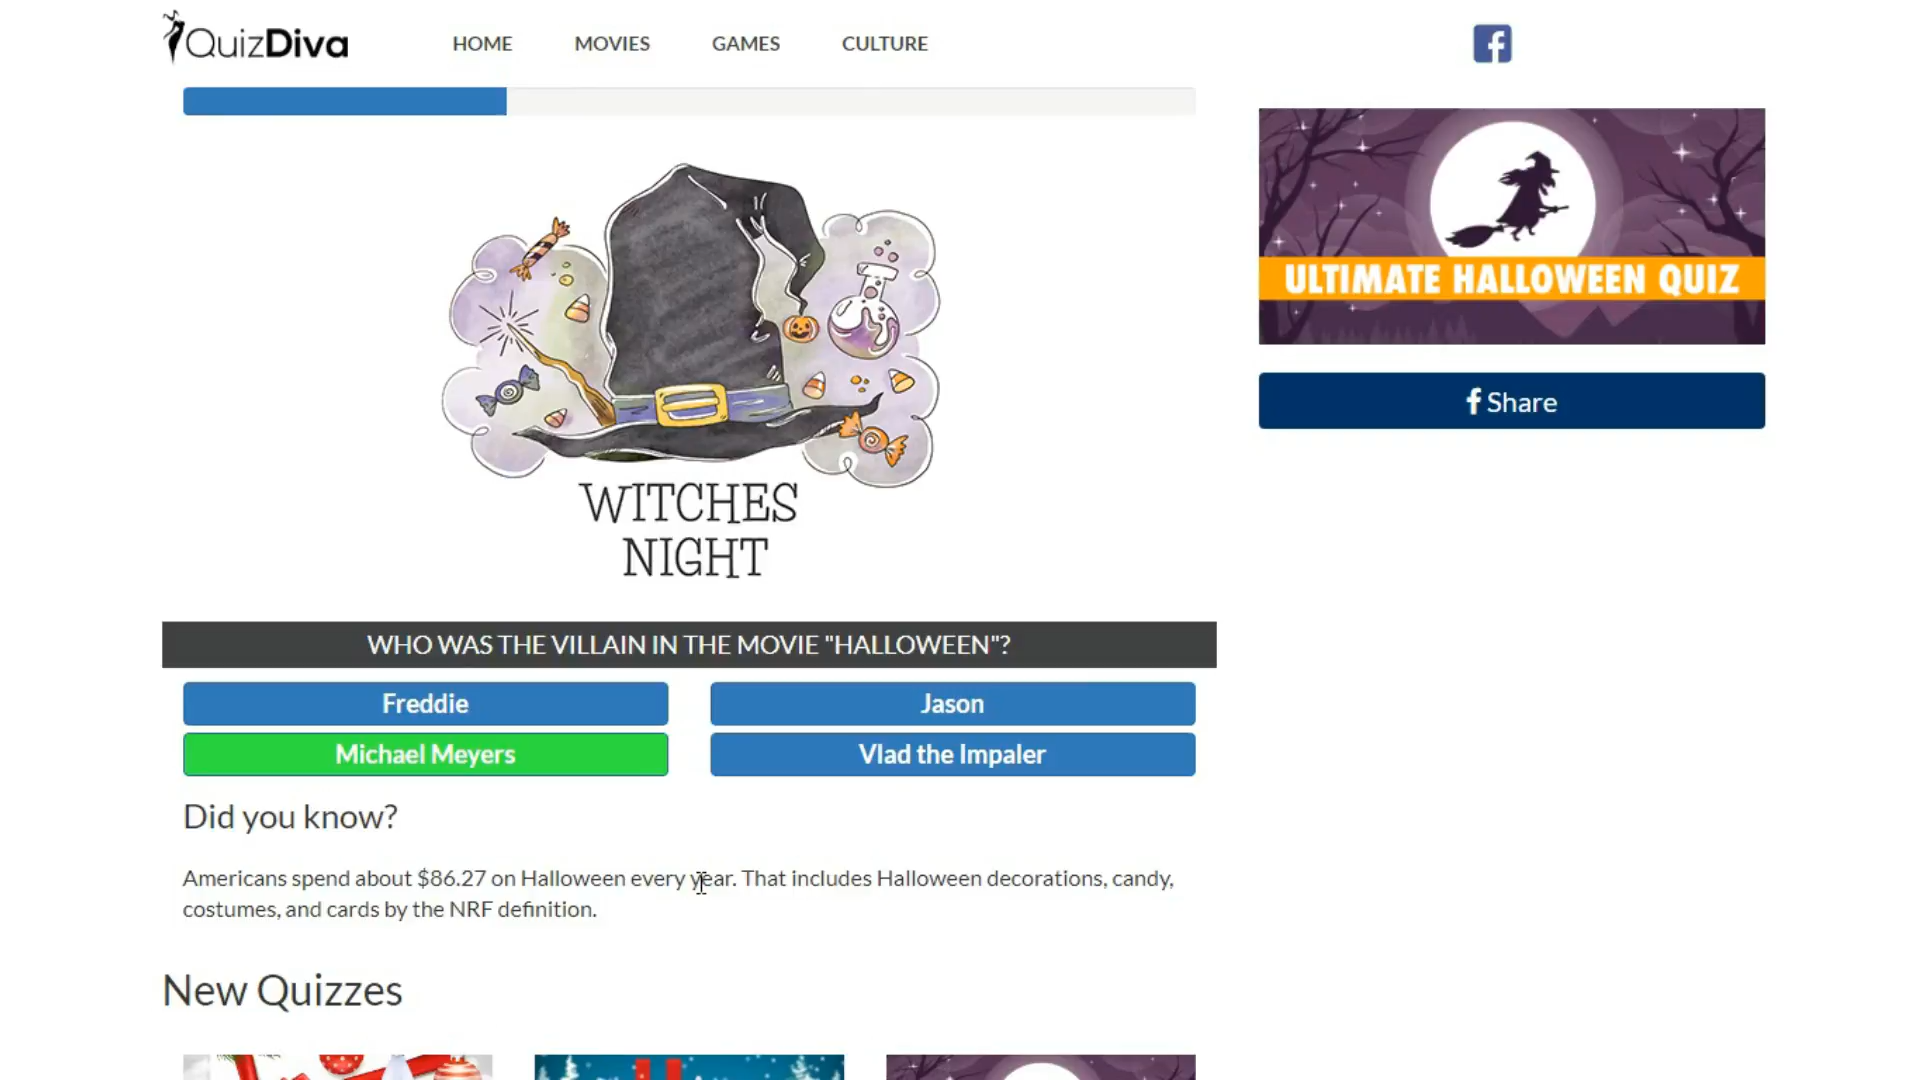 QuizDiva
HOME MOVIES GAMES CULTURE
WITCHES
NIGHT
WHO WAS THE VILLAIN IN THE MOVIE "HALLOWEEN"?
Freddie
Jason
Michael Meyers
Vlad the Impaler
Did you know?
Americans spend about $86.27 on Halloween every year. That includes Halloween decorations, candy,
costumes, and cards by the NRF definition.
New Quizzes
ULTIMATE HALLOWEEN QUIZ
Share